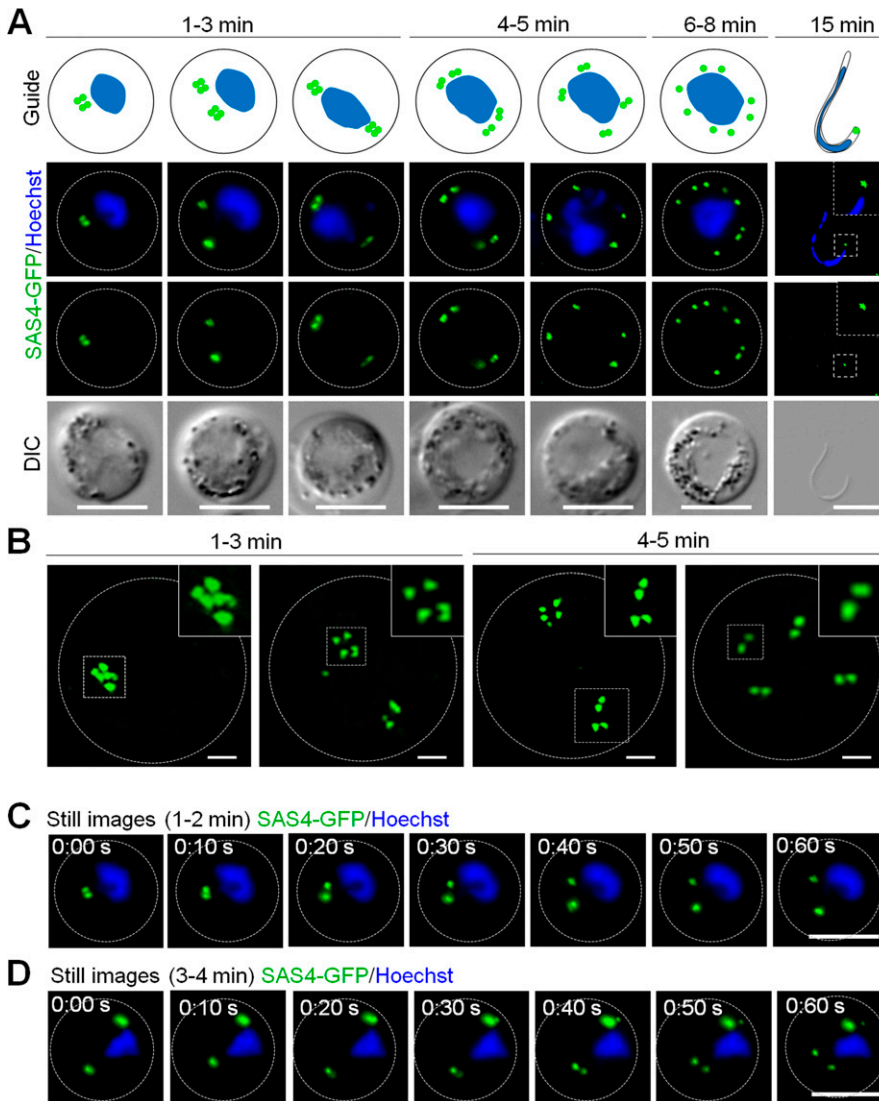 A
1-3 min 4-5 min 6-8 min 15 min
Guide
SAS4-GFP/Hoechst
DIC
B
1-3 min 4-5 min
C Still images (1-2 min) SAS4-GFP/Hoechst
0:00 s 0:10 s 0:20 s 0:30 s 0:40 s 0:50 s 0:60 s
D Still images (3-4 min) SAS4-GFP/Hoechst
0:00 s 0:10 s 0:20 s 0:30 s 0:40 s 0:50 s 0:60 s